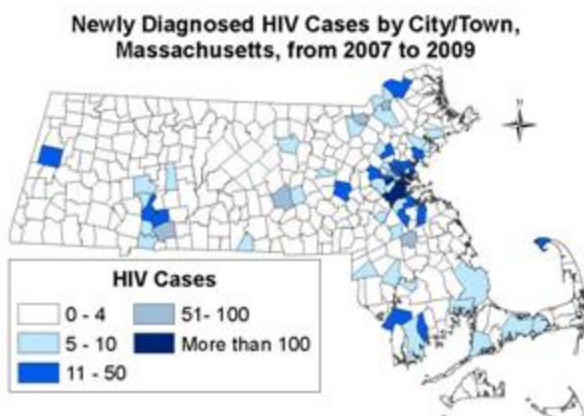 Newly Diagnosed HIV Cases by City/Town,
Massachusetts, from 2007 to 2009
N
HIV Cases
0 - 4
51- 100
5 - 10
More than 100
11 - 50